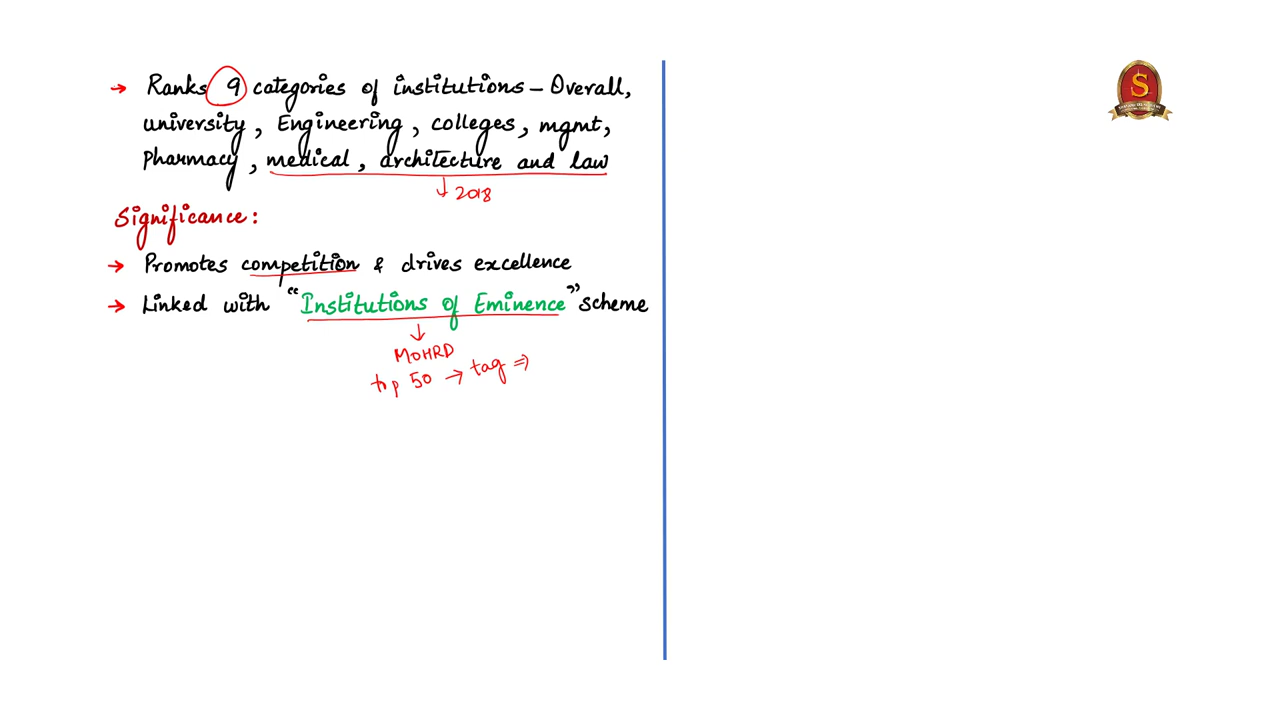 → Ranks 9 categories of institutions – Overall,
university, Engineering, colleges, mgmt,
Pharmacy, medical, architecture and law
↓ 2018
Significance:
→ Promotes competition & drives excellence
→ Linked with “Institutions of Eminence” scheme
↓
MOHRD
top 50 → tag ⇒
S